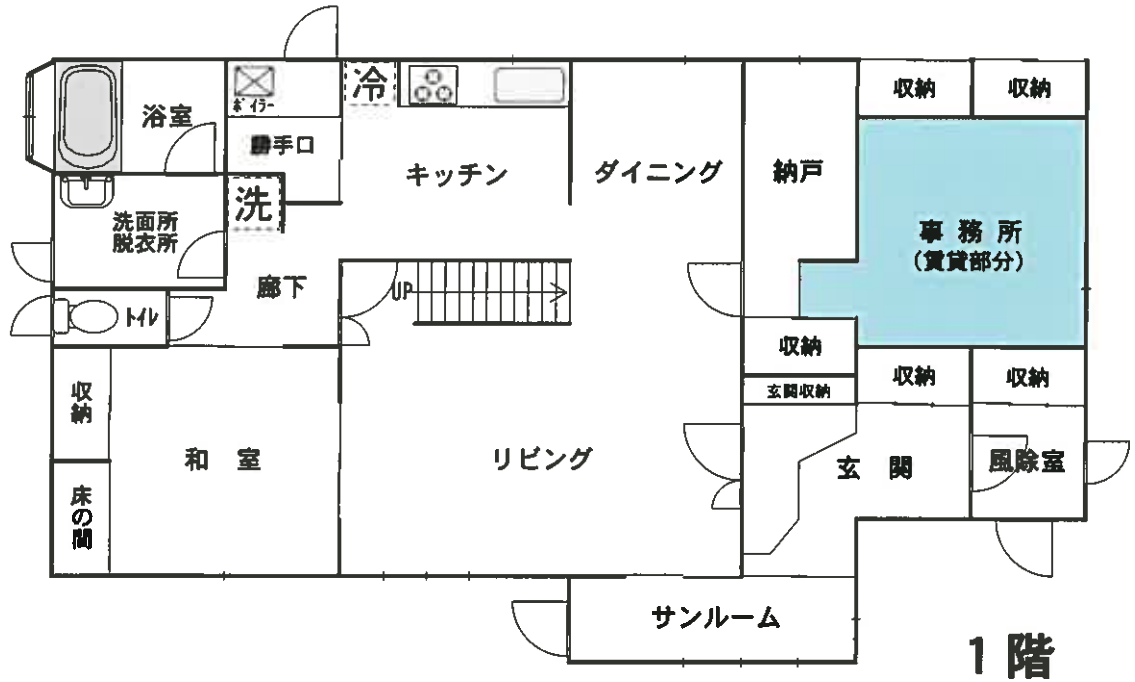 収納
収納
ボイラー
冷
浴室
勝手口
キッチン
ダイニング
納戸
事務所
(賃貸部分)
洗
洗面所
脱衣所
廊下
UP
トイレ
収納
収納
収納
玄関収納
収納
和室
リビング
玄関
風除室
床の間
サンルーム
1階